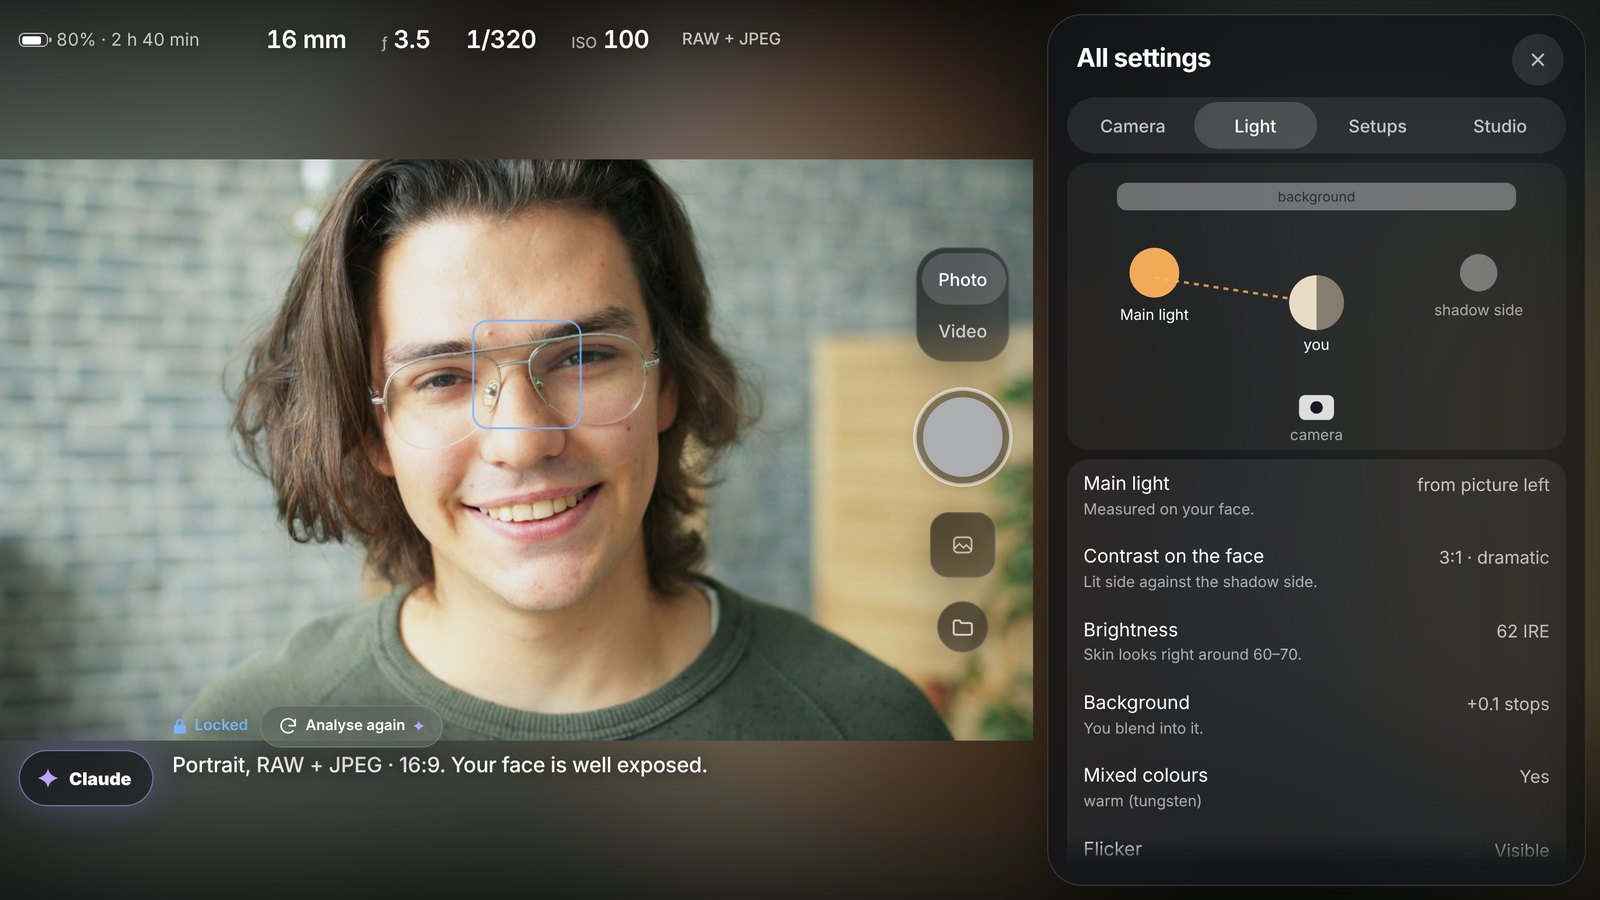 80% · 2 h 40 min
16 mm
ƒ 3.5
1/320
ISO 100
RAW + JPEG
Photo
Video
Locked
Analyse again
Claude
Portrait, RAW + JPEG · 16:9. Your face is well exposed.
All settings
Camera
Light
Setups
Studio
background
Main light
shadow side
you
camera
Main light
from picture left
Measured on your face.
Contrast on the face
3:1 · dramatic
Lit side against the shadow side.
Brightness
62 IRE
Skin looks right around 60–70.
Background
+0.1 stops
You blend into it.
Mixed colours
Yes
warm (tungsten)
Flicker
Visible